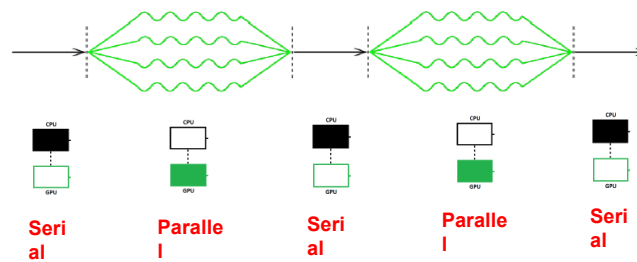 CPU
GPU
Seri
al
CPU
GPU
Paralle
l
CPU
GPU
Seri
al
CPU
GPU
Paralle
l
CPU
GPU
Seri
al